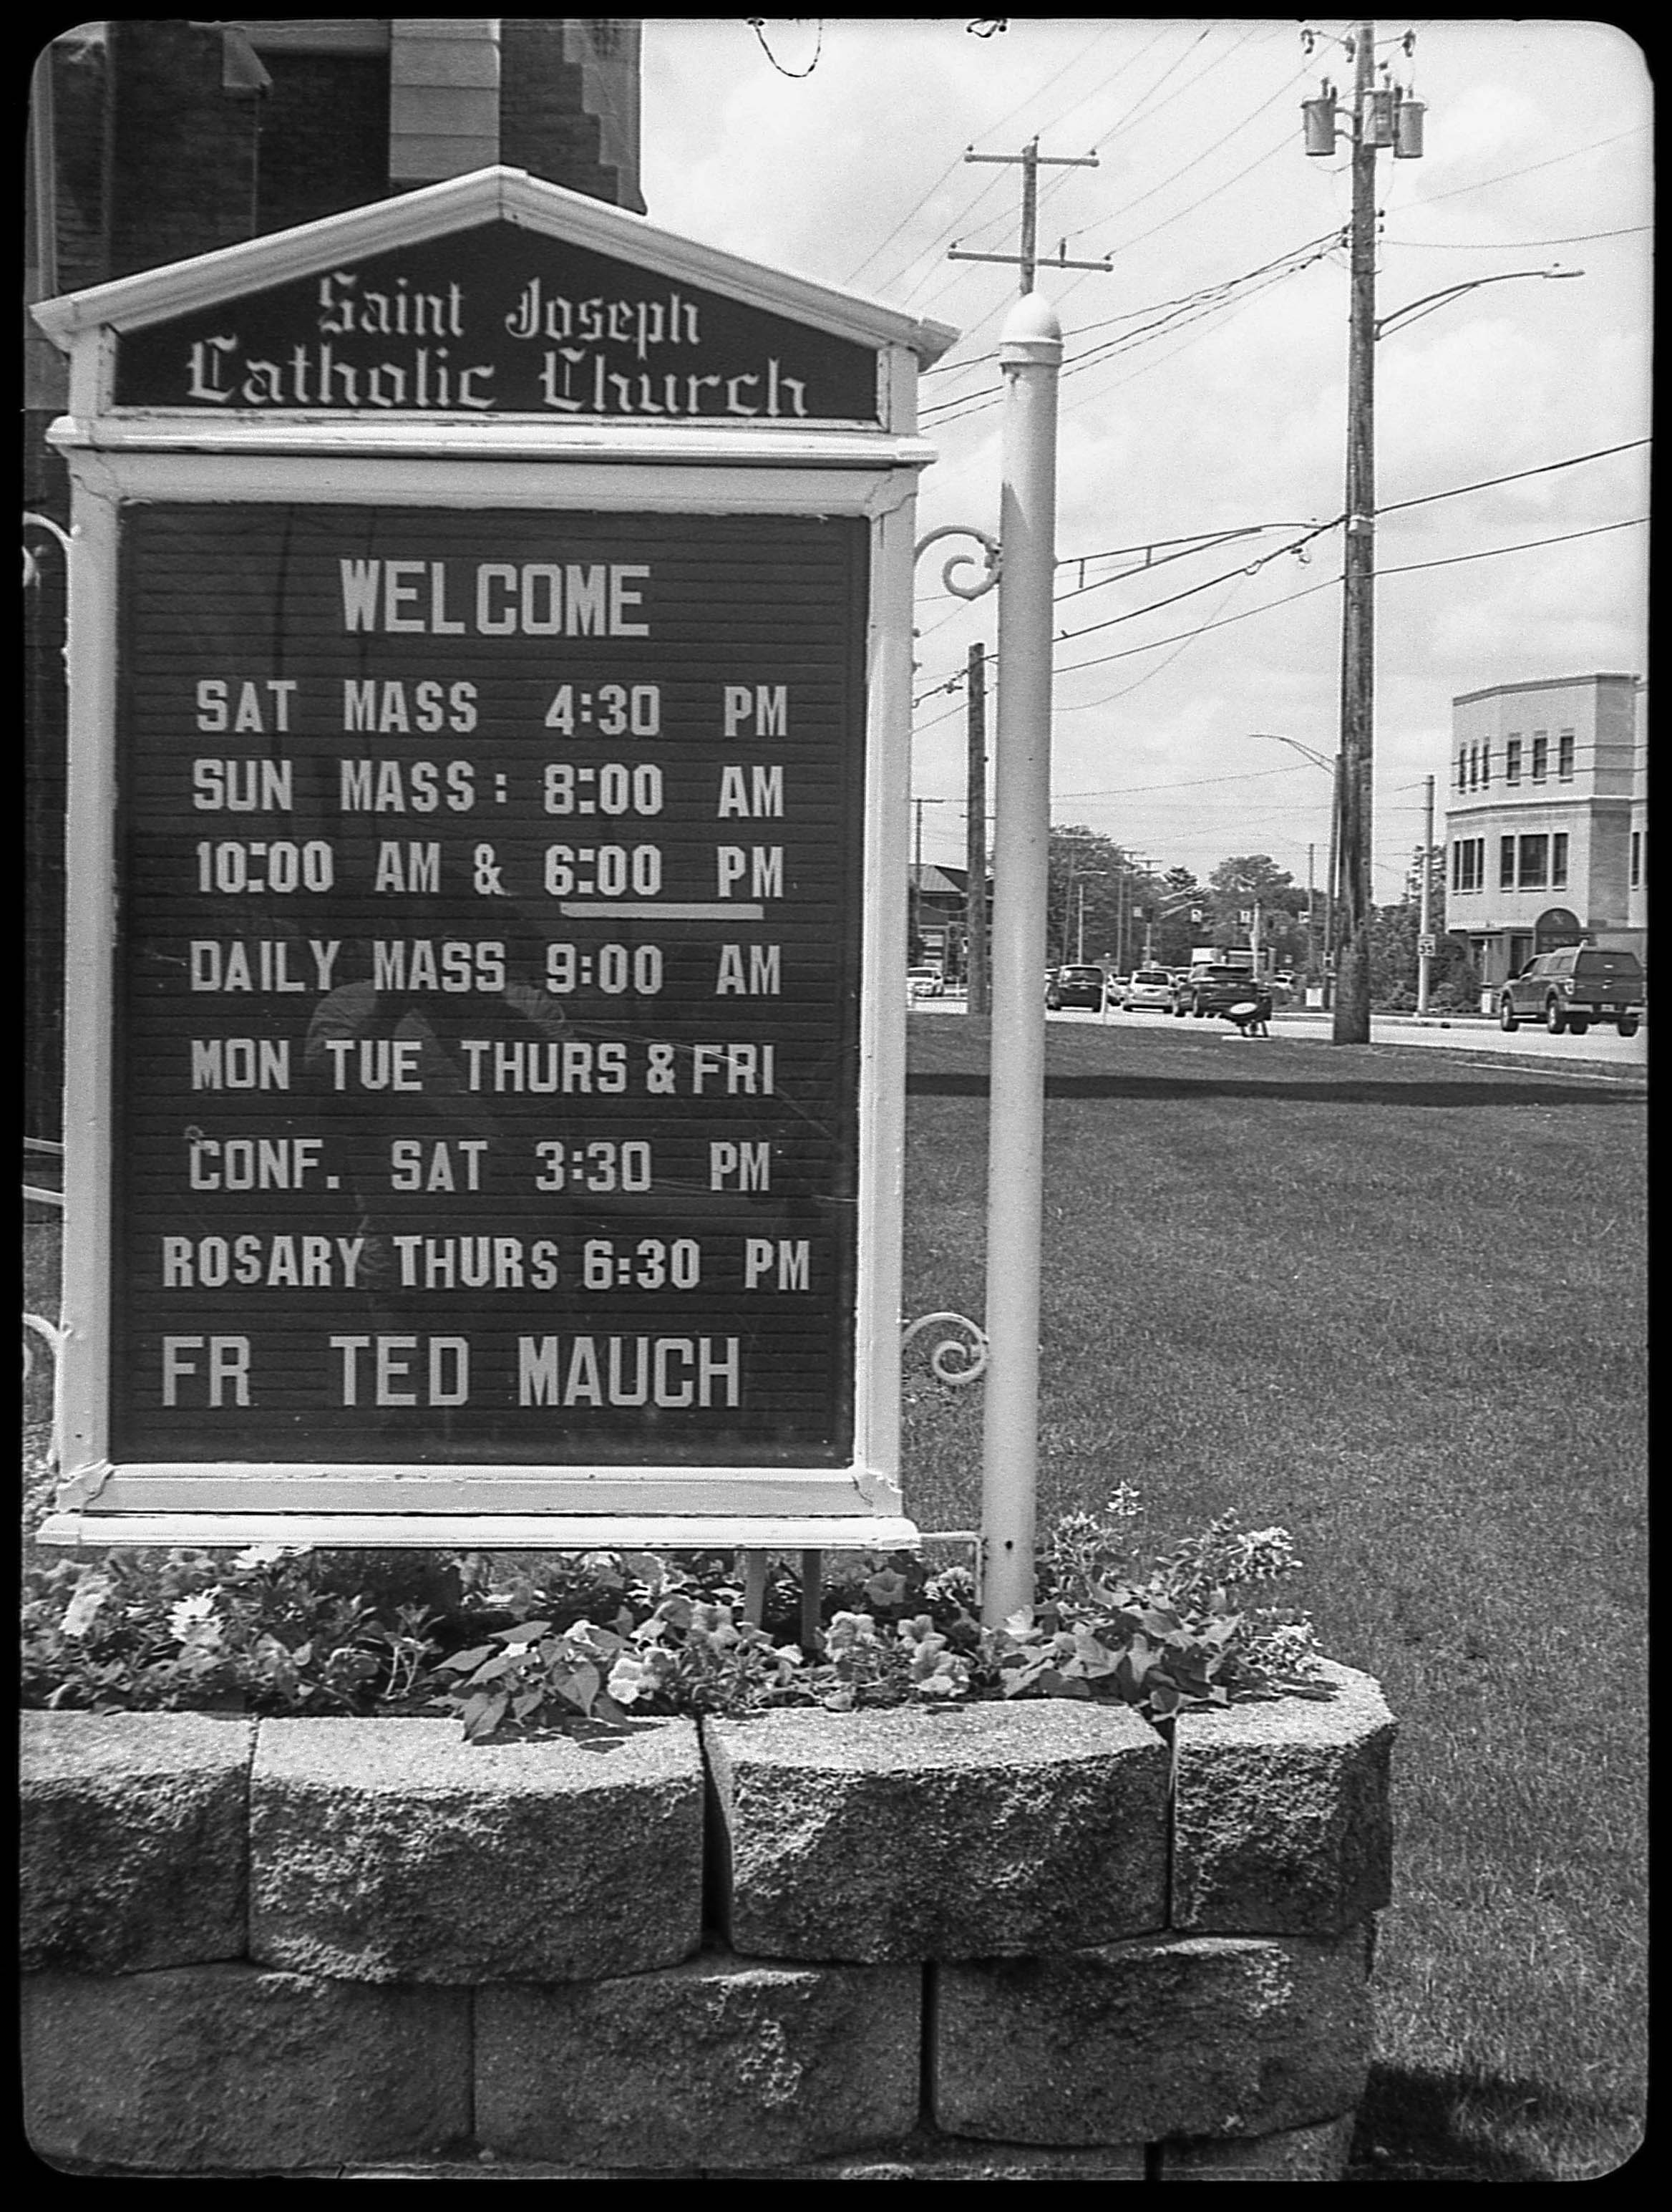 Saint Joseph
Catholic Church
WELCOME
SAT MASS 4:30 PM
SUN MASS: 8:00 AM
10:00 AM & 6:00 PM
DAILY MASS 9:00 AM
MON TUE THURS & FRI
CONF. SAT 3:30 PM
ROSARY THURS 6:30 PM
FR TED MAUCH